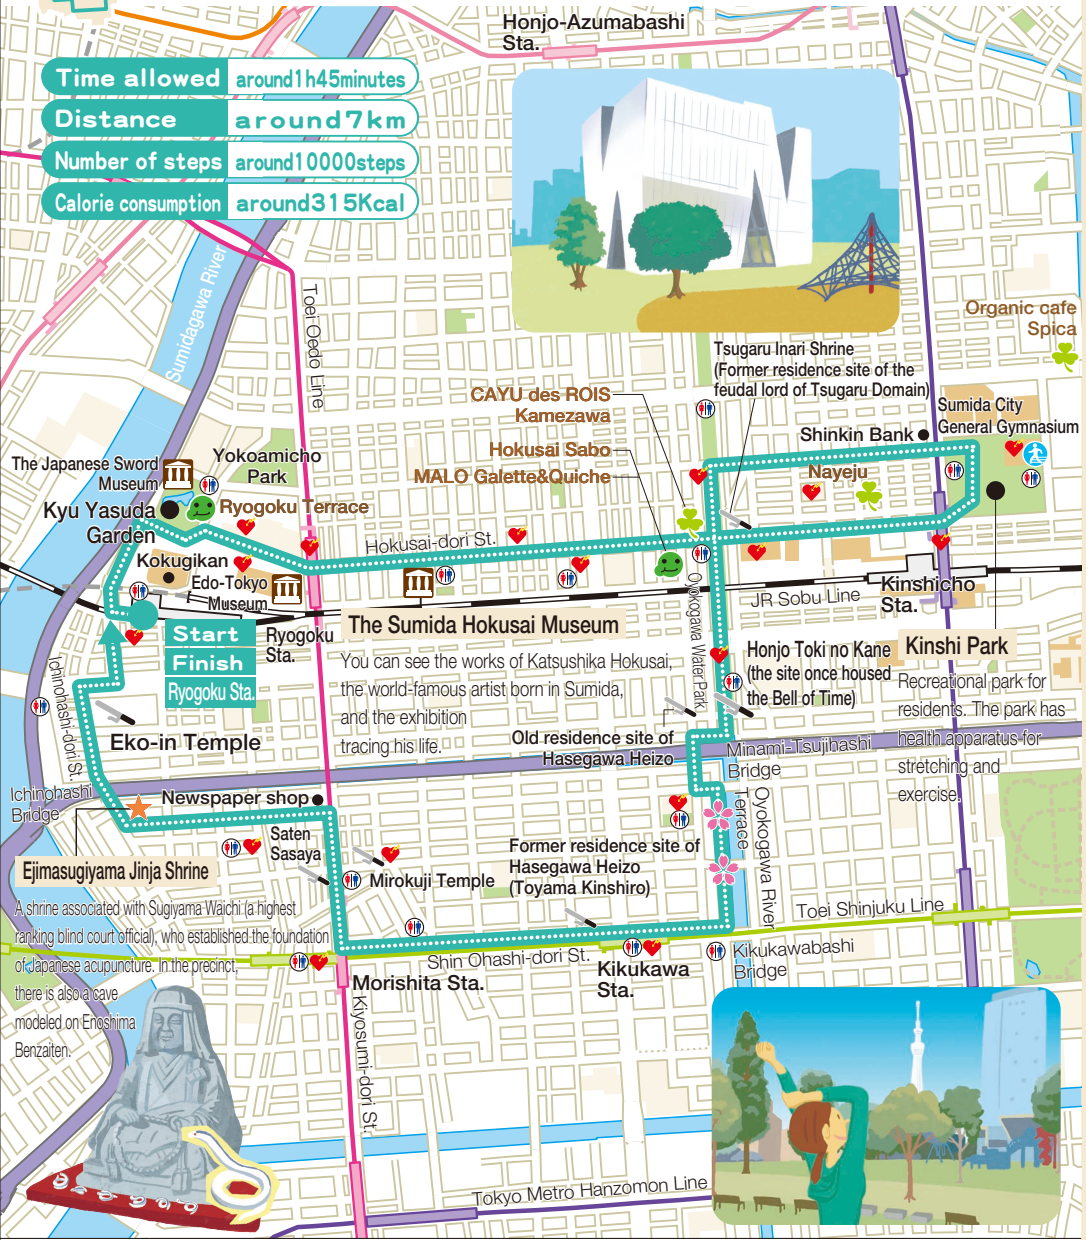 Honjo-Azumabashi
Sta.
Time allowed around1h45minutes
Distance around7km
Number of steps around10000steps
Calorie consumption around315Kcal
Sumidagawa River
Toei Oedo Line
Organic cafe
Spica
Tsugaru Inari Shrine
(Former residence site of the
feudal lord of Tsugaru Domain)
CAYU des ROIS
Kamezawa
Hokusai Sabo
MALO Galette&Quiche
Sumida City
General Gymnasium
Shinkin Bank
Nayeju
The Japanese Sword
Museum
Yokoamicho
Park
Kyu Yasuda
Garden
Ryogoku Terrace
Hokusai-dori St.
Kokugikan
Edo-Tokyo
Museum
Kinshicho
Sta.
JR Sobu Line
Oyokogawa Water Park
Start
Finish
Ryogoku Sta.
Ryogoku
Sta.
The Sumida Hokusai Museum
You can see the works of Katsushika Hokusai,
the world-famous artist born in Sumida,
and the exhibition
tracing his life.
Honjo Toki no Kane
(the site once housed
the Bell of Time)
Kinshi Park
Recreational park for
residents. The park has
health apparatus for
stretching and
exercise.
Ichinohashi-dori St.
Eko-in Temple
Old residence site of
Hasegawa Heizo
Minami-Tsujihashi
Bridge
Ichinohashi
Bridge
Newspaper shop
Saten
Sasaya
Terrace
Oyokogawa River
Former residence site of
Hasegawa Heizo
(Toyama Kinshiro)
Mirokuji Temple
Ejimasugiyama Jinja Shrine
A shrine associated with Sugiyama Waichi (a highest
ranking blind court official), who established the foundation
of Japanese acupuncture. In the precinct,
there is also a cave
modeled on Enoshima
Benzaiten.
Toei Shinjuku Line
Shin Ohashi-dori St.
Kikukawabashi
Bridge
Morishita Sta.
Kikukawa
Sta.
Kiyosumi-dori St.
Tokyo Metro Hanzomon Line